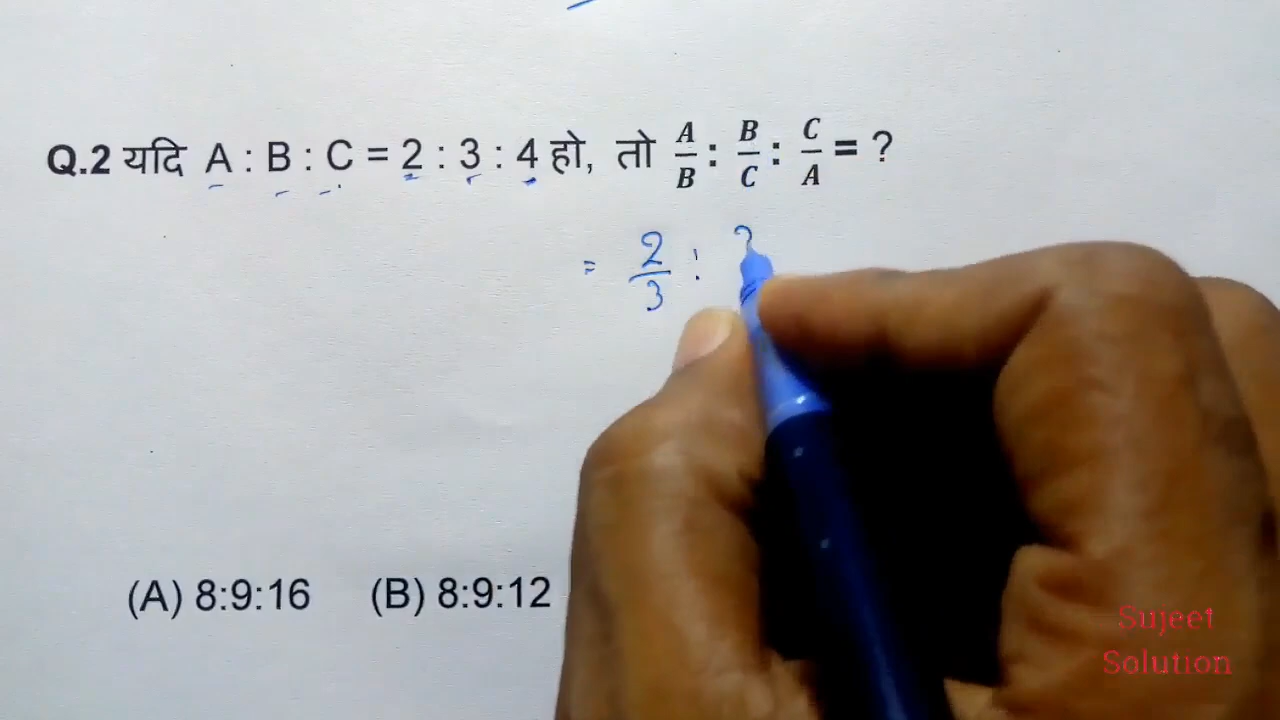 Q.2 यदि A : B : C = 2 : 3 : 4 हो, तो A/B : B/C : C/A = ?
= 2/3 :
(A) 8:9:16 (B) 8:9:12
Sujeet
Solution